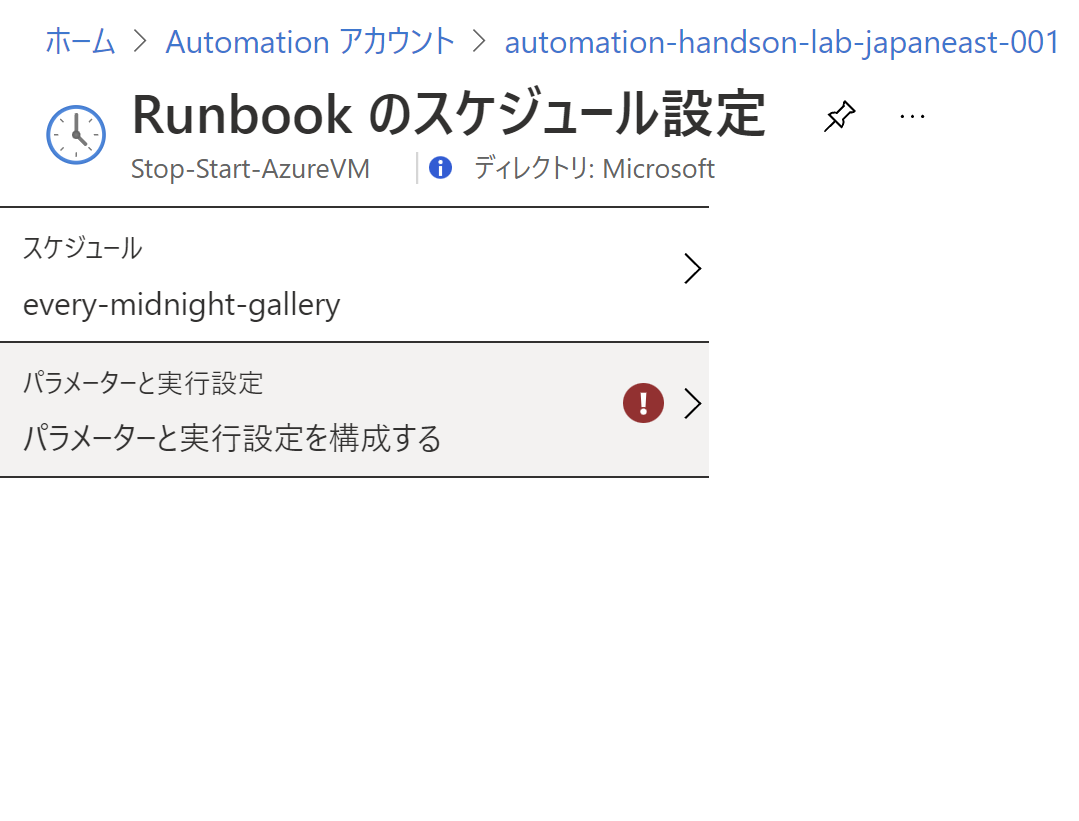 ホーム > Automation アカウント > automation-handson-lab-japaneast-001
Runbook のスケジュール設定 ...
Stop-Start-AzureVM | ディレクトリ: Microsoft
スケジュール
every-midnight-gallery
パラメーターと実行設定
パラメーターと実行設定を構成する